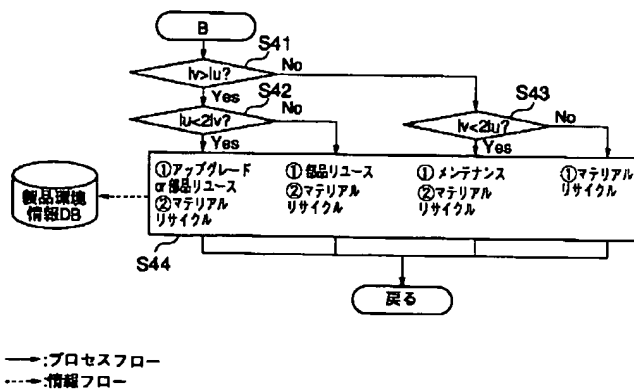 B
S41
lv>lu?
No
Yes
S42
lu<2lv?
No
Yes
S43
lv<2lu?
No
Yes
製品環境
情報DB
①アップグレード
or部品リユース
②マテリアル
リサイクル
①部品リユース
②マテリアル
リサイクル
①メンテナンス
②マテリアル
リサイクル
①マテリアル
リサイクル
S44
戻る
:プロセスフロー
:情報フロー